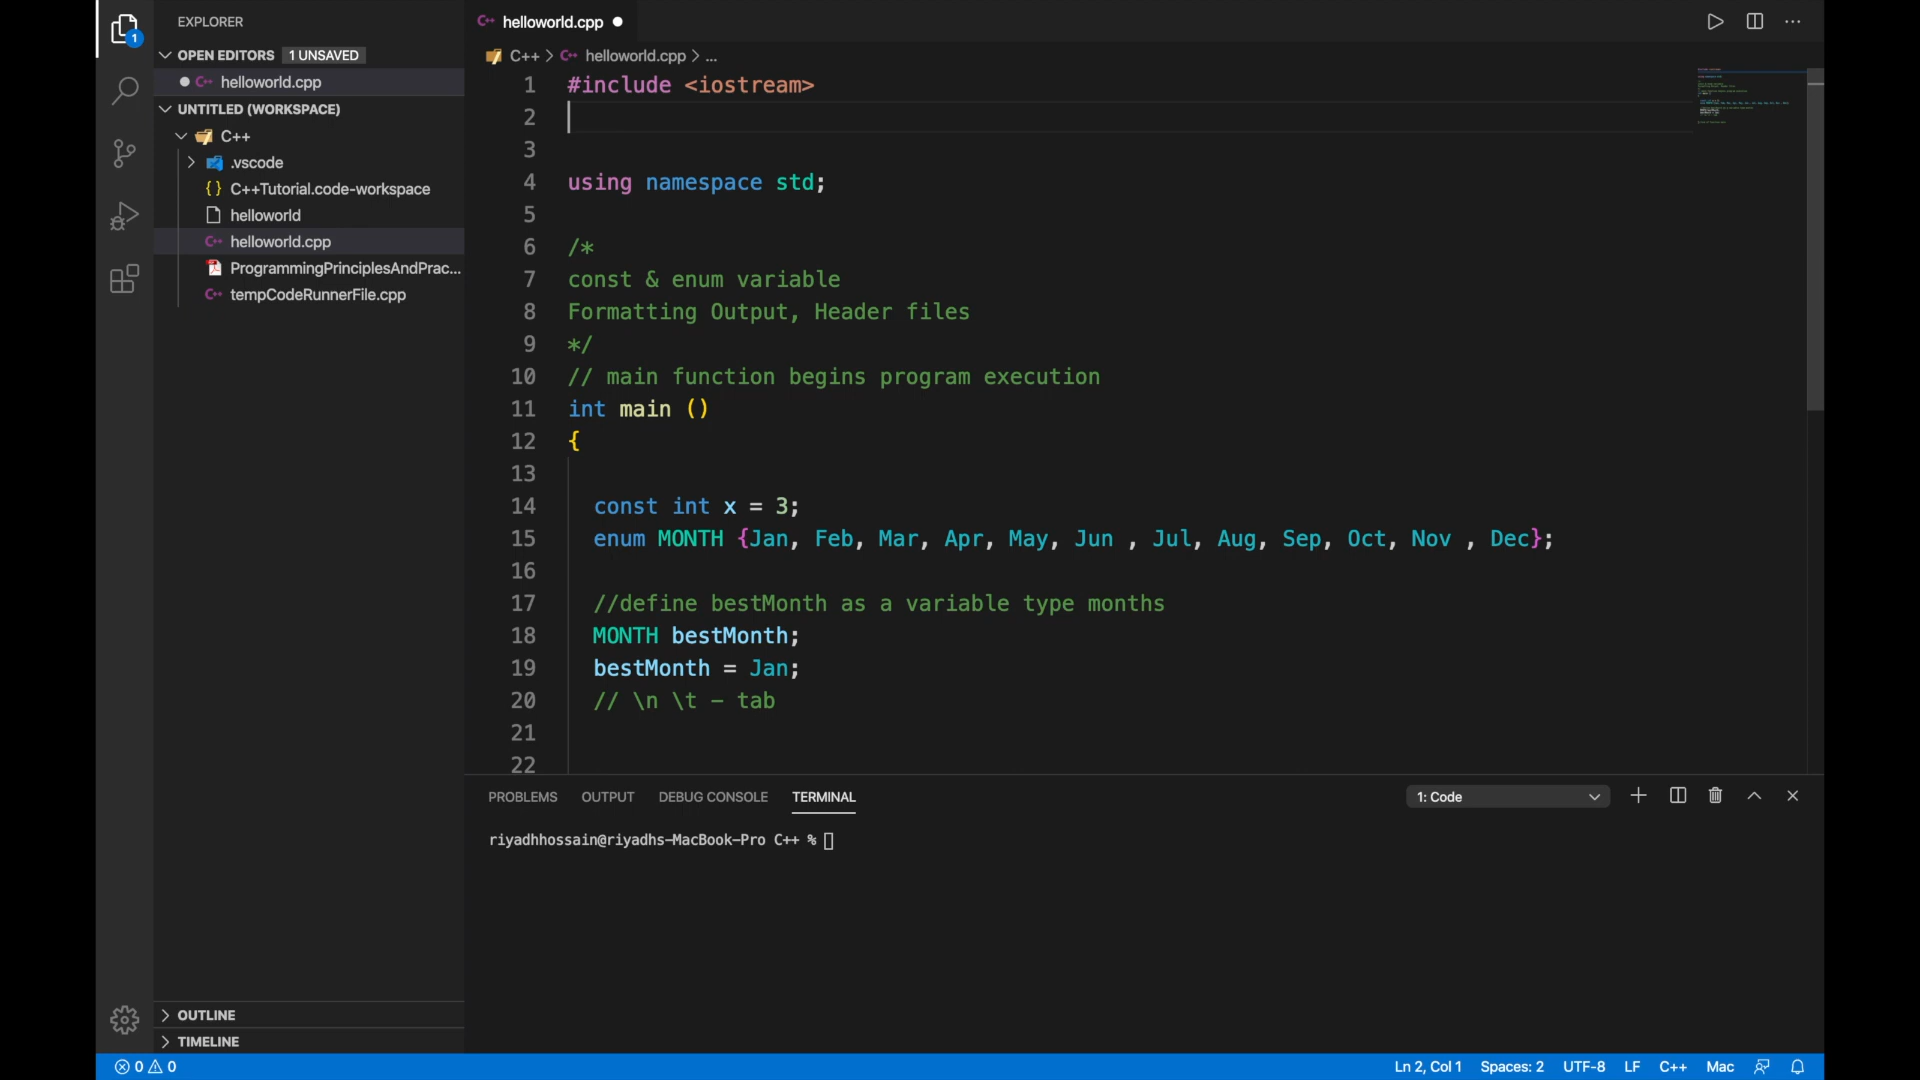 EXPLORER
OPEN EDITORS 1 UNSAVED
helloworld.cpp
UNTITLED (WORKSPACE)
C++
.vscode
{} C++Tutorial.code-workspace
helloworld
helloworld.cpp
ProgrammingPrinciplesAndPrac...
tempCodeRunnerFile.cpp
OUTLINE
TIMELINE
1
helloworld.cpp
C++ > helloworld.cpp > ...
1 #include <iostream>
2
3
4 using namespace std;
5
6 /*
7 const & enum variable
8 Formatting Output, Header files
9 */
10 // main function begins program execution
11 int main ()
12 {
13
14 const int x = 3;
15 enum MONTH {Jan, Feb, Mar, Apr, May, Jun , Jul, Aug, Sep, Oct, Nov , Dec};
16
17 //define bestMonth as a variable type months
18 MONTH bestMonth;
19 bestMonth = Jan;
20 // \n \t - tab
21
22
PROBLEMS OUTPUT DEBUG CONSOLE TERMINAL 1: Code
riyadhhossain@riyadhs-MacBook-Pro C++ %
0 0 Ln 2, Col 1 Spaces: 2 UTF-8 LF C++ Mac